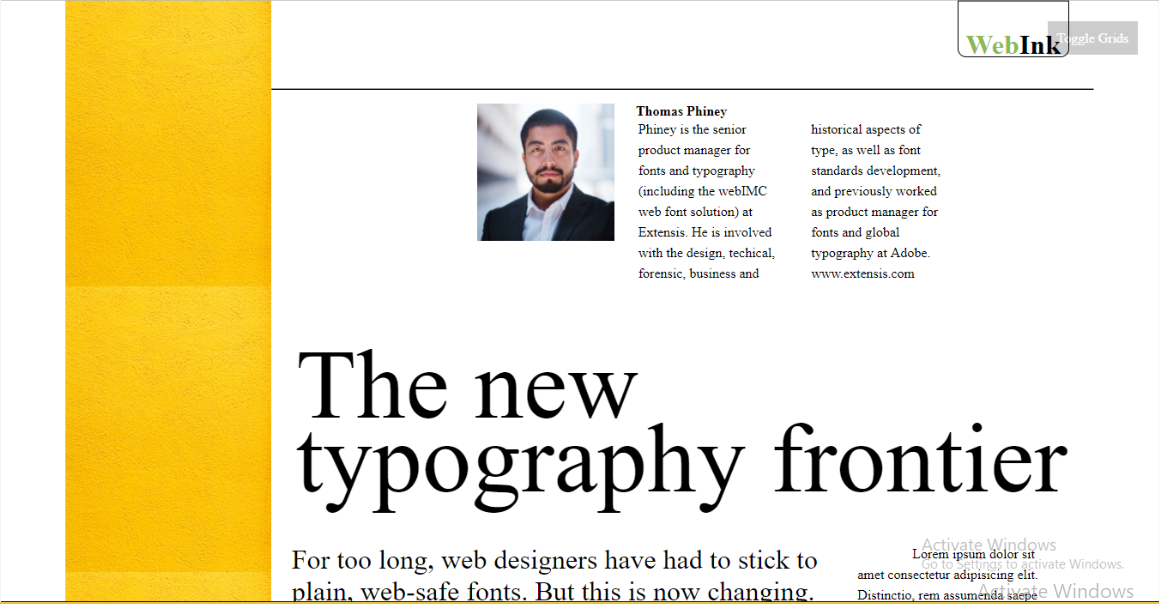 WebInk
Toggle Grids
Thomas Phiney
Phiney is the senior
product manager for
fonts and typography
(including the webIMC
web font solution) at
Extensis. He is involved
with the design, techical,
forensic, business and
historical aspects of
type, as well as font
standards development,
and previously worked
as product manager for
fonts and global
typography at Adobe.
www.extensis.com
The new
typography frontier
For too long, web designers have had to stick to
plain, web-safe fonts. But this is now changing.
Lorem ipsum dolor sit
amet consectetur adipisicing elit.
Distinctio, rem assumenda saepe
Activate Windows
Go to Settings to activate Windows.
Activate Windows